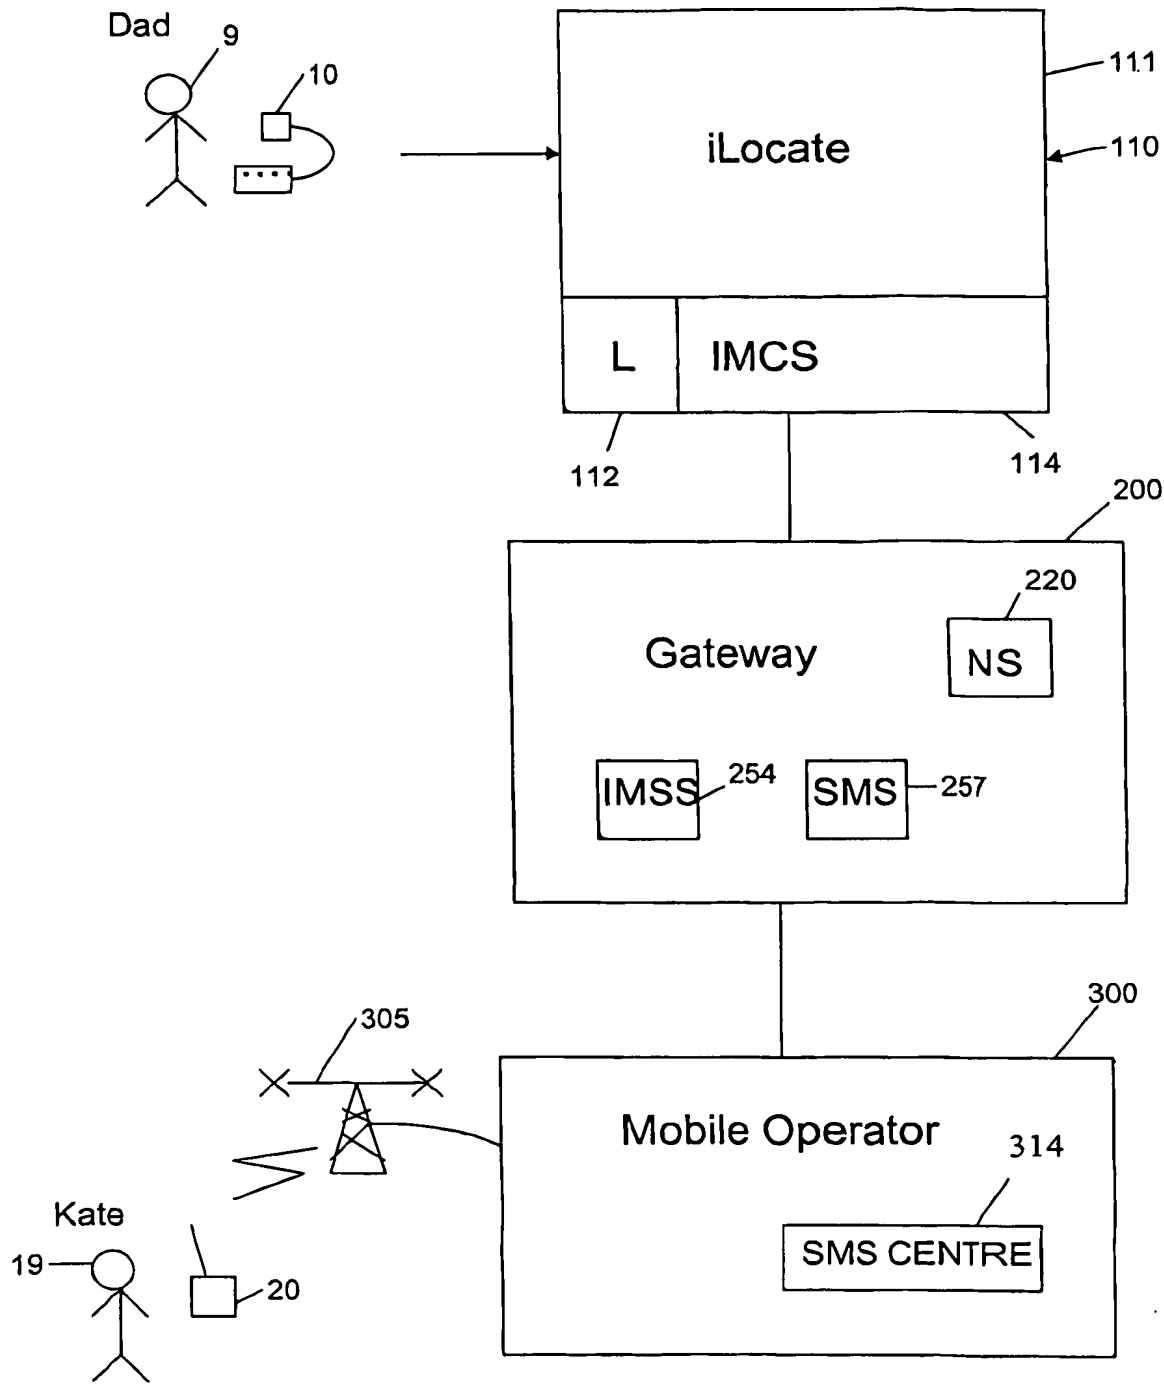 Dad
9
10
111
iLocate
110
L
IMCS
112
114
200
220
Gateway
NS
IMSS
254
SMS
257
300
305
Mobile Operator
314
Kate
SMS CENTRE
19
20